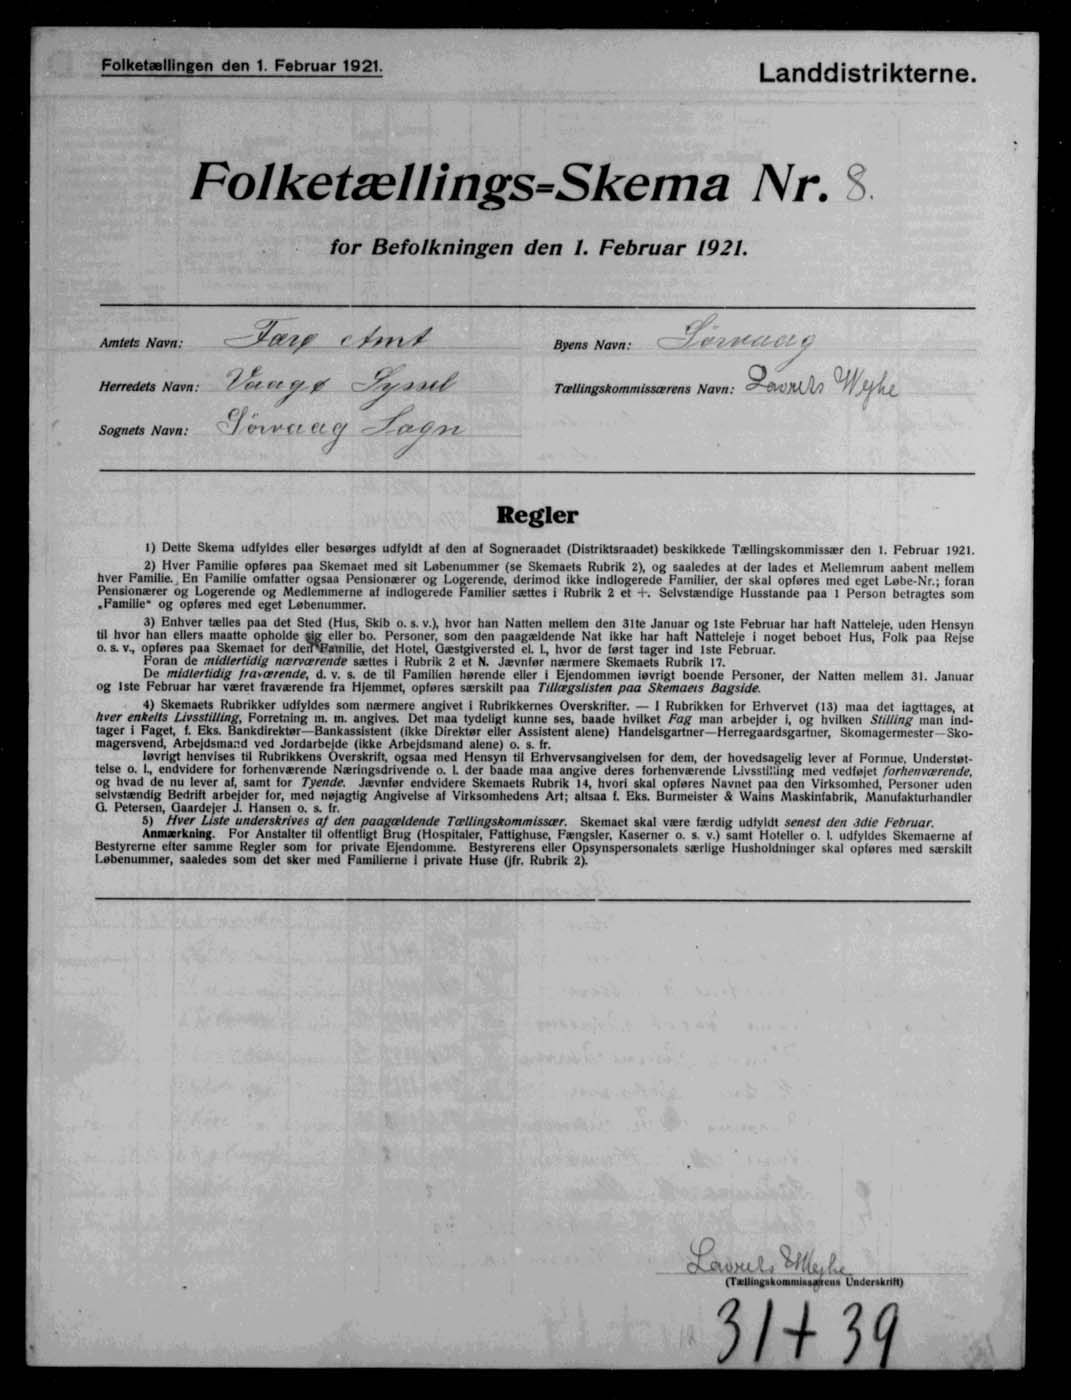 Folketællingen den 1. Februar 1921.
Landdistrikterne.
Folketællings=Skema Nr. 8.
for Befolkningen den 1. Februar 1921.
Amtets Navn: Færø Amt
Byens Navn: Sörvaag
Herredets Navn: Vaagø Syssel
Tællingskommissærens Navn: Lavrits Weyhe
Sognets Navn: Sörvaag Sogn
Regler
1) Dette Skema udfyldes eller besørges udfyldt af den af Sogneraadet (Distriktsraadet) beskikkede Tællingskommissær den 1. Februar 1921.
2) Hver Familie opføres paa Skemaet med sit Løbenummer (se Skemaets Rubrik 2), og saaledes at der lades et Mellemrum aabent mellem
hver Familie. En Familie omfatter ogsaa Pensionærer og Logerende, derimod ikke indlogerede Familier, der skal opføres med eget Løbe-Nr.; foran
Pensionærer og Logerende og Medlemmerne af indlogerede Familier sættes i Rubrik 2 et +. Selvstændige Husstande paa 1 Person betragtes som
„Familie“ og opføres med eget Løbenummer.
3) Enhver tælles paa det Sted (Hus, Skib o. s. v.), hvor han Natten mellem den 31te Januar og 1ste Februar har haft Natteleje, uden Hensyn
til hvor han ellers maatte opholde sig eller bo. Personer, som den paagældende Nat ikke har haft Natteleje i noget beboet Hus, Folk paa Rejse
o. s. v., opføres paa Skemaet for den Familie, det Hotel, Gæstgiversted el. l., hvor de først tager ind 1ste Februar.
Foran de midlertidig nærværende sættes i Rubrik 2 et N. Jævnfør nærmere Skemaets Rubrik 17.
De midlertidig fraværende, d. v. s. de til Familien hørende eller i Ejendommen iøvrigt boende Personer, der Natten mellem 31. Januar
og 1ste Februar har været fraværende fra Hjemmet, opføres særskilt paa Tillægslisten paa Skemaets Bagside.
4) Skemaets Rubrikker udfyldes som nærmere angivet i Rubrikkernes Overskrifter. — I Rubrikken for Erhvervet (13) maa det iagttages, at
hver enkelts Livsstilling, Forretning m. m. angives. Det maa tydeligt kunne ses, baade hvilket Fag man arbejder i, og hvilken Stilling man ind-
tager i Faget, f. Eks. Bankdirektør—Bankassistent (ikke Direktør eller Assistent alene) Handelsgartner—Herregaardsgartner, Skomagermester—Sko-
magersvend, Arbejdsmand ved Jordarbejde (ikke Arbejdsmand alene) o. s. fr.
Iøvrigt henvises til Rubrikkens Overskrift, ogsaa med Hensyn til Erhvervsangivelsen for dem, der hovedsagelig lever af Formue, Understøt-
telse o. l., endvidere for forhenværende Næringsdrivende o. l. der baade maa angive deres forhenværende Livsstilling med vedføjet forhenværende,
og hvad de nu lever af, samt for Tyende. Jævnfør endvidere Skemaets Rubrik 14, hvori skal opføres Navnet paa den Virksomhed, Personer uden
selvstændig Bedrift arbejder for, med nøjagtig Angivelse af Virksomhedens Art; altsaa f. Eks. Burmeister & Wains Maskinfabrik, Manufakturhandler
G. Petersen, Gaardejer J. Hansen o. s. fr.
5) Hver Liste underskrives af den paagældende Tællingskommissær. Skemaet skal være færdig udfyldt senest den 3die Februar.
Anmærkning. For Anstalter til offentligt Brug (Hospitaler, Fattighuse, Fængsler, Kaserner o. s. v.) samt Hoteller o. l. udfyldes Skemaerne af
Bestyrerne efter samme Regler som for private Ejendomme. Bestyrerens eller Opsynspersonalets særlige Husholdninger skal opføres med særskilt
Løbenummer, saaledes som det sker med Familierne i private Huse (jfr. Rubrik 2).
Lavrits Weyhe
(Tællingskommissærens Underskrift)
31 + 39